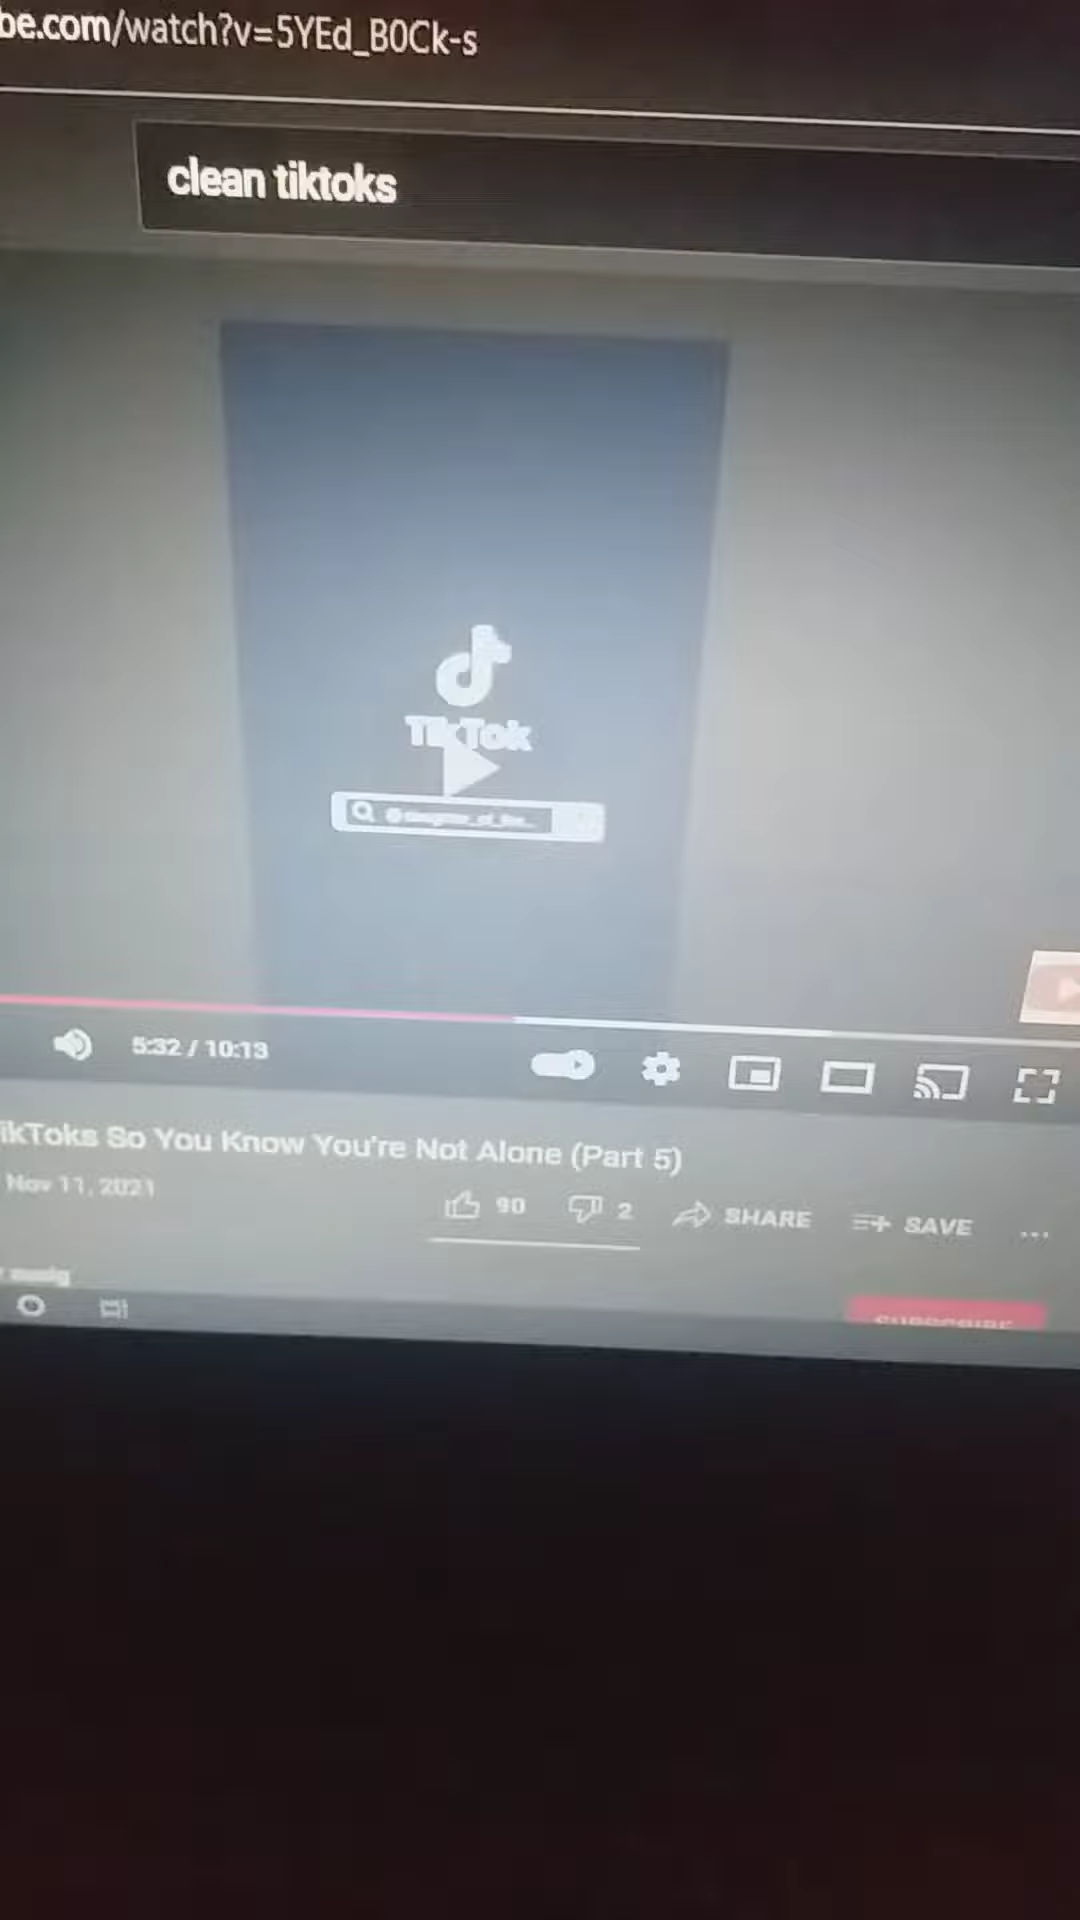 be.com/watch?v=5YEd_B0Ck-s
clean tiktoks
TikTok
5:32 / 10:13
ikToks So You Know You're Not Alone (Part 5)
Nov 11, 2021
90
2
SHARE
SAVE
...
SUBSCRIBE